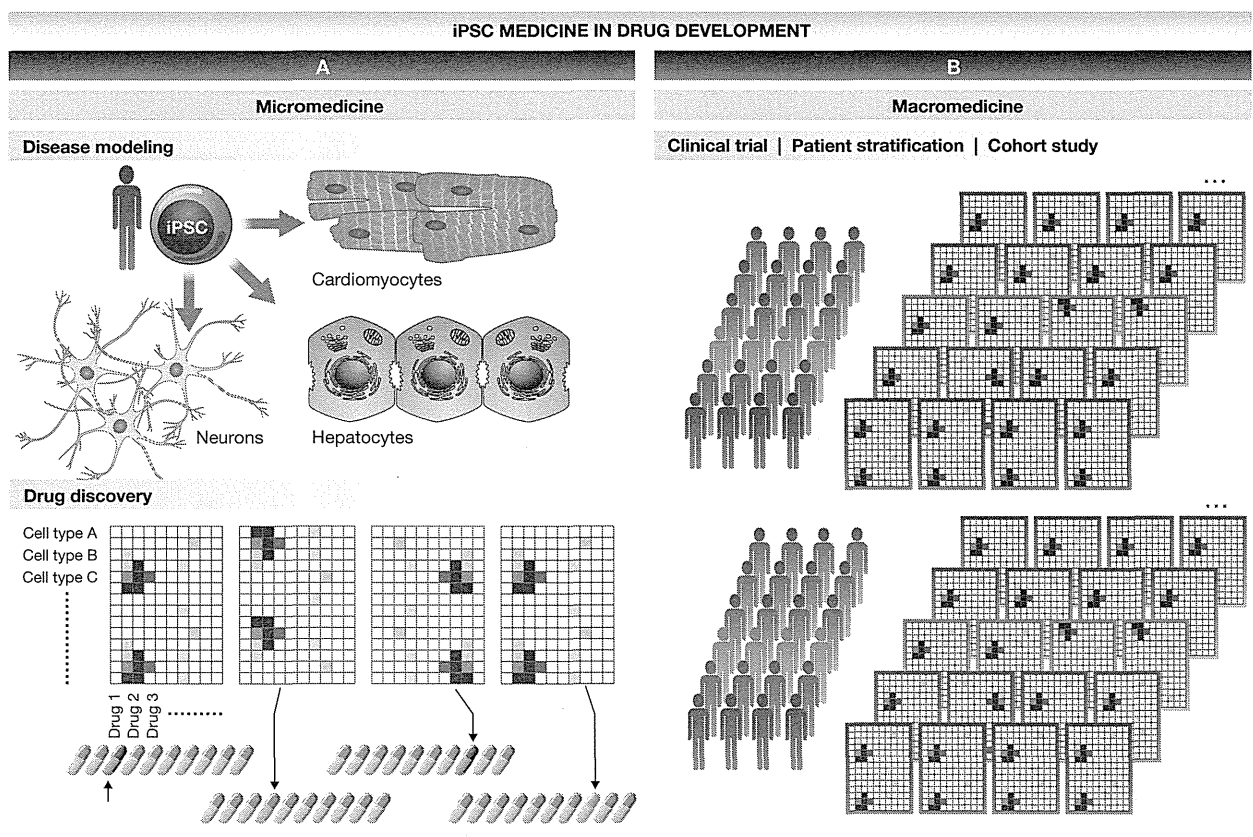 iPSC MEDICINE IN DRUG DEVELOPMENT
A
Micromedicine
Disease modeling
iPSC
Cardiomyocytes
Neurons
Hepatocytes
Drug discovery
Cell type A
Cell type B
Cell type C
Drug 1
Drug 2
Drug 3
B
Macromedicine
Clinical trial | Patient stratification | Cohort study
...
...